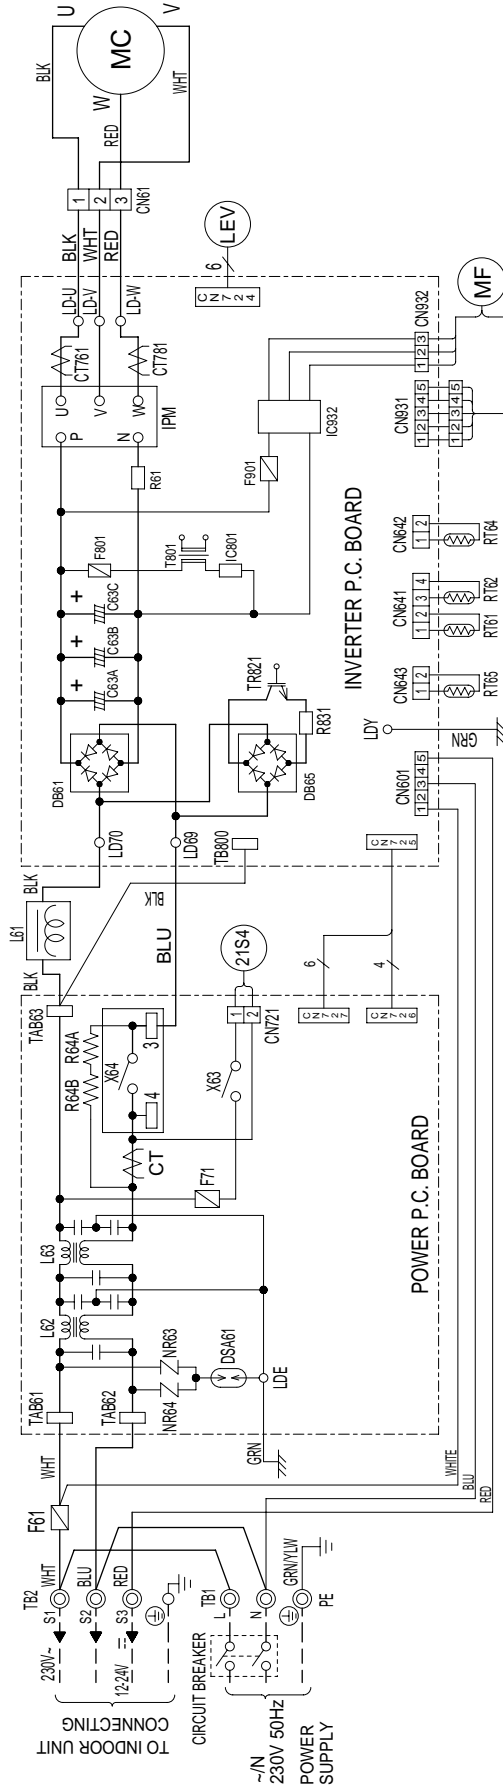 U
V
BLK
MC
WHT
W
RED
1
2
3
CN61
BLK
WHT
RED
LD-U
LD-V
LD-W
LEV
6
CN724
CT761
CT781
U
V
W
P
N
IPM
R61
CN932
1 2 3
MF
IC932
F901
CN931
1 2 3 4 5
1 2 3 4 5
F801
T801
IC801
+
C63C
+
C63B
+
C63A
INVERTER P.C. BOARD
CN642
1 2
RT64
CN641
1 2 3 4
RT62
RT61
CN643
1 2
RT65
TR821
R831
DB61
DB65
LDY
GRN
CN601
1 2 3 4 5
LD70
LD69
TB800
CN725
BLK
L61
BLK
BLK
BLU
21S4
6
4
CN727
CN726
TAB63
R64A
R64B
X64
3
4
1
2
CN721
X63
CT
F71
POWER P.C. BOARD
L63
L62
NR63
NR64
DSA61
LDE
GRN
TAB61
TAB62
WHT
F61
WHITE
BLU
RED
TB2
S1
WHT
S2
BLU
S3
RED
230V~
12-24V
TO INDOOR UNIT
CONNECTING
CIRCUIT BREAKER
TB1
L
N
GRN/YLW
PE
~/N
230V 50Hz
POWER
SUPPLY